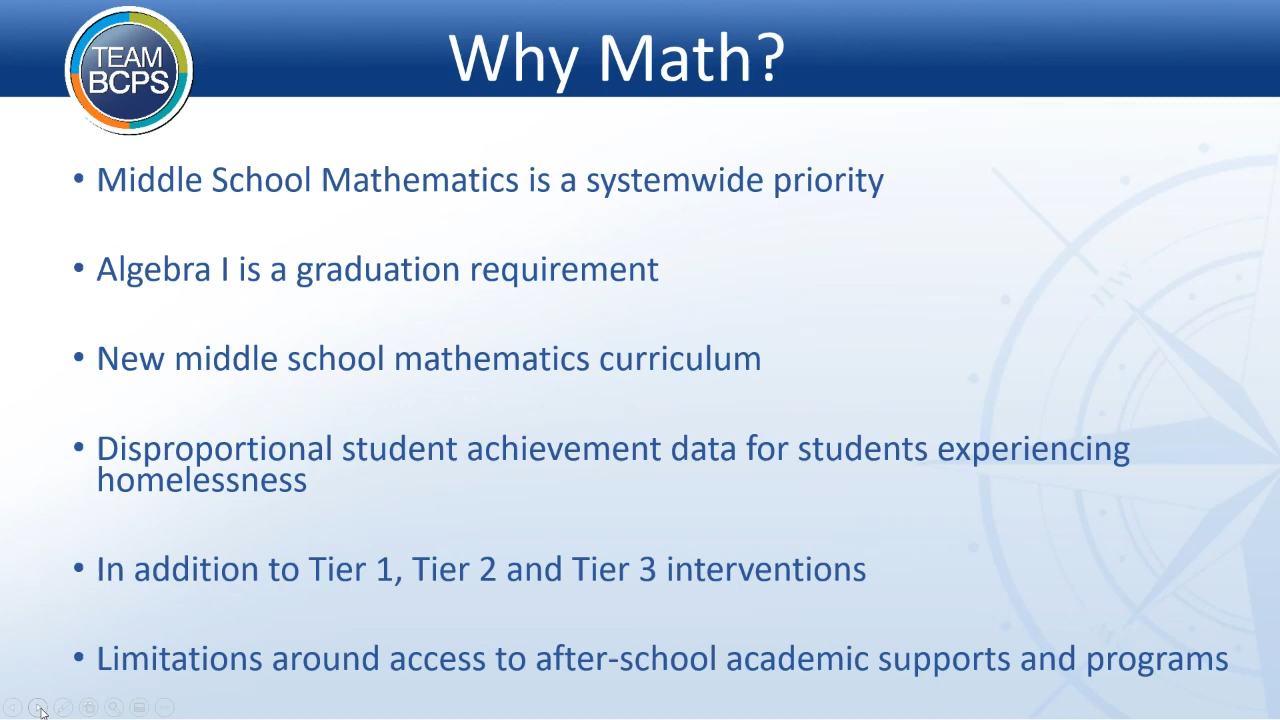 TEAM
BCPS
Why Math?
• Middle School Mathematics is a systemwide priority
• Algebra I is a graduation requirement
• New middle school mathematics curriculum
• Disproportional student achievement data for students experiencing
homelessness
• In addition to Tier 1, Tier 2 and Tier 3 interventions
• Limitations around access to after-school academic supports and programs